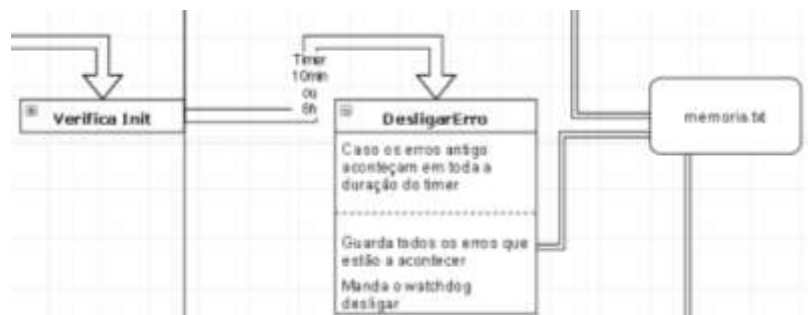 Timer
10min
ou
6h
Verifica Init
DesligarErro
memoria.txt
Caso os erros antigo
aconteçam em toda a
duração do timer
Guarda todos os erros que
estão a acontecer
Manda o watchdog
desligar